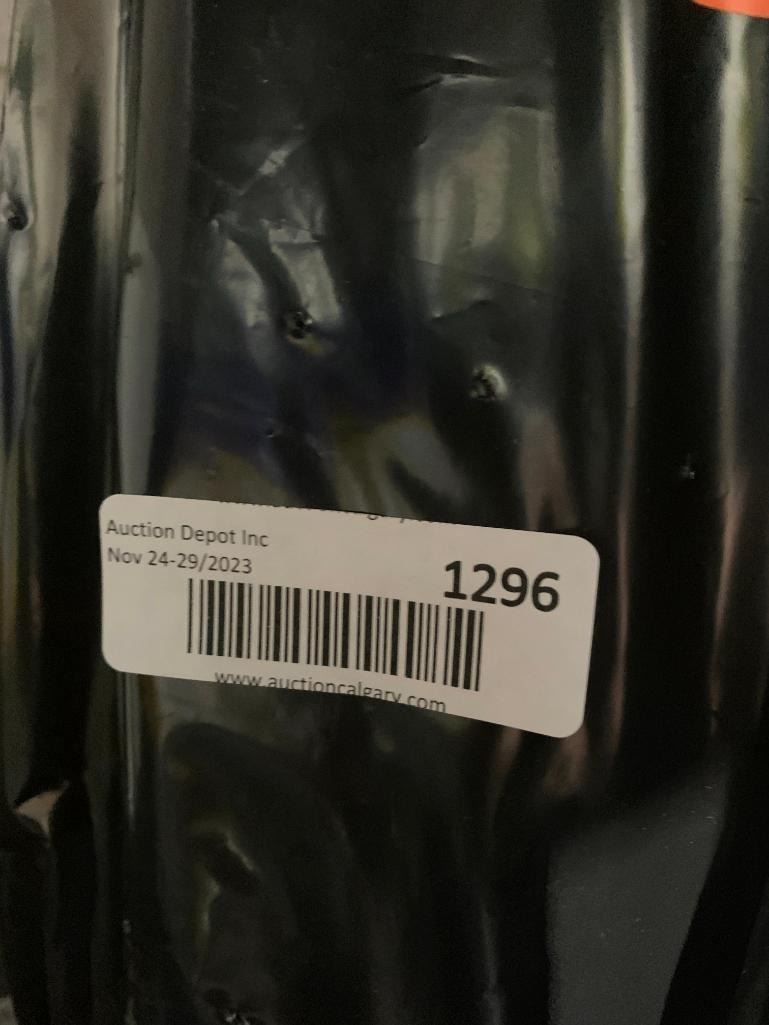 Auction Depot Inc
Nov 24-29/2023
1296
www.auctioncalgary.com